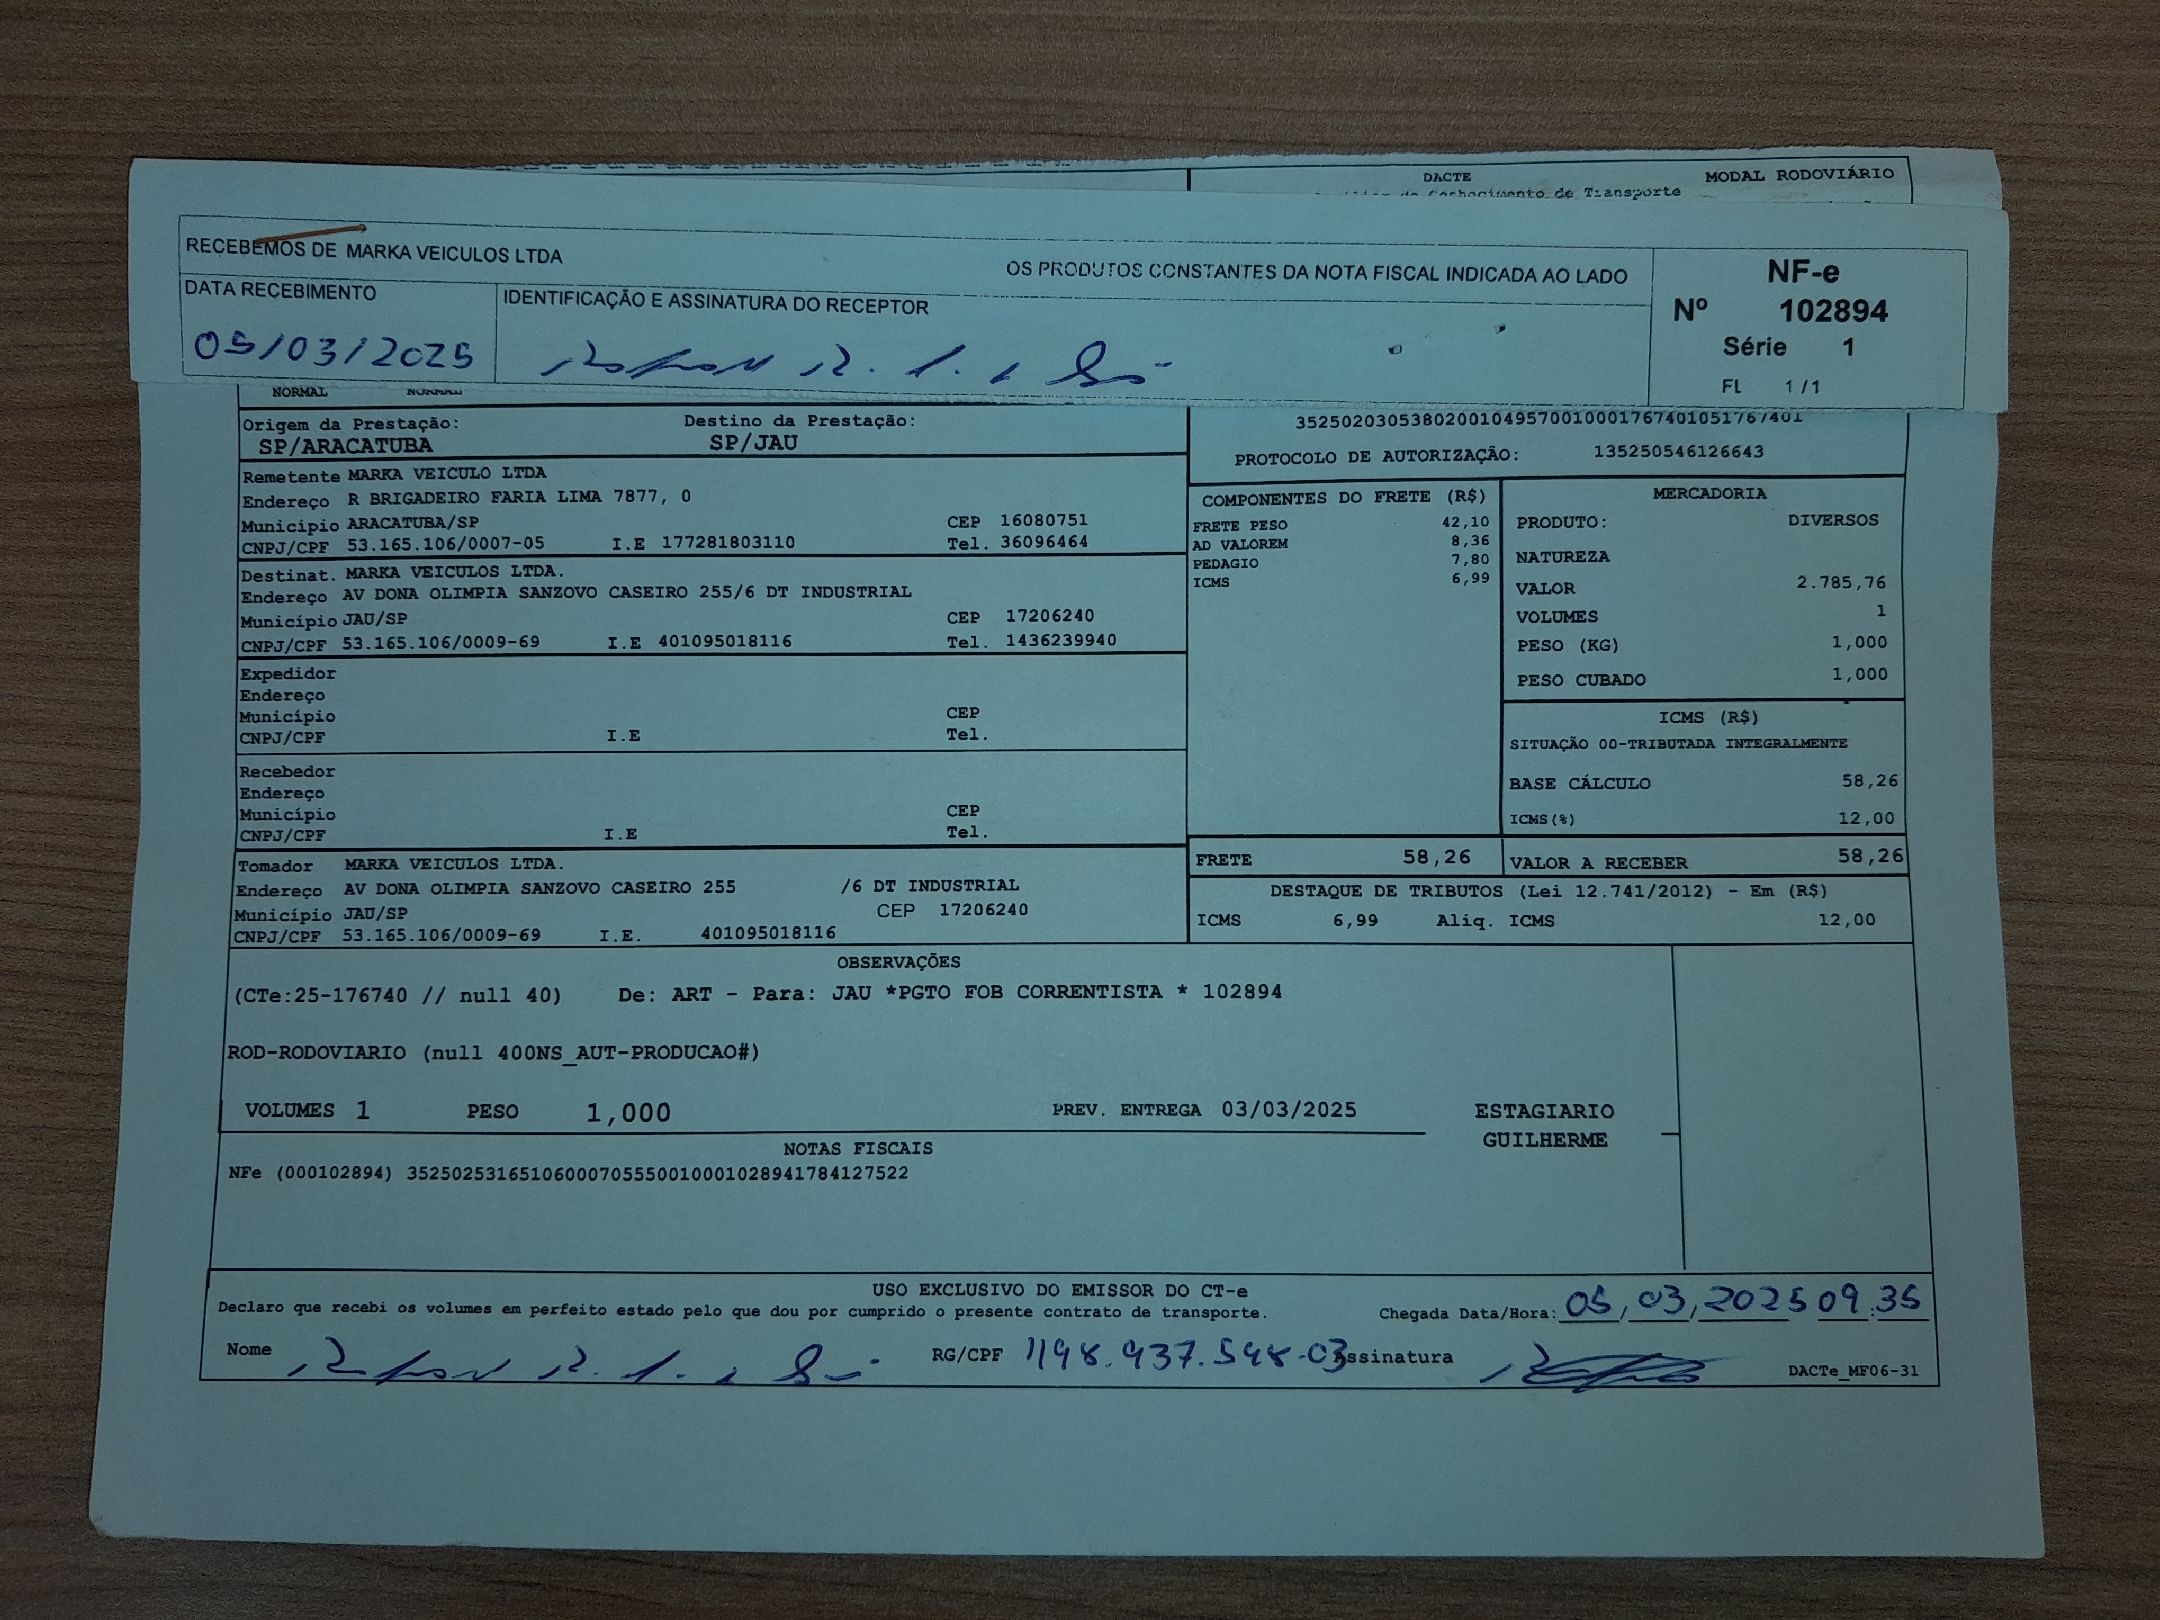 DACTE
MODAL RODOVIÁRIO
de Conhecimento de Transporte
RECEBEMOS DE MARKA VEICULOS LTDA
OS PRODUTOS CONSTANTES DA NOTA FISCAL INDICADA AO LADO
NF-e
Nº 102894
Série 1
FL 1 /1
DATA RECEBIMENTO
IDENTIFICAÇÃO E ASSINATURA DO RECEPTOR
05/03/2025
NORMAL NORMAL
Origem da Prestação: Destino da Prestação:
SP/ARACATUBA SP/JAU
35250203053802001049570010001767401051767401
PROTOCOLO DE AUTORIZAÇÃO: 135250546126643
Remetente MARKA VEICULO LTDA
Endereço R BRIGADEIRO FARIA LIMA 7877, 0
Município ARACATUBA/SP CEP 16080751
CNPJ/CPF 53.165.106/0007-05 I.E 177281803110 Tel. 36096464
Destinat. MARKA VEICULOS LTDA.
Endereço AV DONA OLIMPIA SANZOVO CASEIRO 255/6 DT INDUSTRIAL
Município JAU/SP CEP 17206240
CNPJ/CPF 53.165.106/0009-69 I.E 401095018116 Tel. 1436239940
Expedidor
Endereço
Município CEP
CNPJ/CPF I.E Tel.
Recebedor
Endereço
Município CEP
CNPJ/CPF I.E Tel.
Tomador MARKA VEICULOS LTDA.
Endereço AV DONA OLIMPIA SANZOVO CASEIRO 255 /6 DT INDUSTRIAL
Município JAU/SP CEP 17206240
CNPJ/CPF 53.165.106/0009-69 I.E. 401095018116
COMPONENTES DO FRETE (R$)
FRETE PESO 42,10
AD VALOREM 8,36
PEDAGIO 7,80
ICMS 6,99
MERCADORIA
PRODUTO: DIVERSOS
NATUREZA
VALOR 2.785,76
VOLUMES 1
PESO (KG) 1,000
PESO CUBADO 1,000
ICMS (R$)
SITUAÇÃO 00-TRIBUTADA INTEGRALMENTE
BASE CÁLCULO 58,26
ICMS(%) 12,00
FRETE 58,26 VALOR A RECEBER 58,26
DESTAQUE DE TRIBUTOS (Lei 12.741/2012) - Em (R$)
ICMS 6,99 Aliq. ICMS 12,00
OBSERVAÇÕES
(CTe:25-176740 // null 40) De: ART - Para: JAU *PGTO FOB CORRENTISTA * 102894
ROD-RODOVIARIO (null 400NS_AUT-PRODUCAO#)
VOLUMES 1 PESO 1,000 PREV. ENTREGA 03/03/2025
ESTAGIARIO
GUILHERME
NOTAS FISCAIS
NFe (000102894) 35250253165106000705550010001028941784127522
USO EXCLUSIVO DO EMISSOR DO CT-e
Declaro que recebi os volumes em perfeito estado pelo que dou por cumprido o presente contrato de transporte.
Chegada Data/Hora: 05/03/2025 09:35
Nome RG/CPF 1198.937.598-03 Assinatura
DACTe_MF06-31